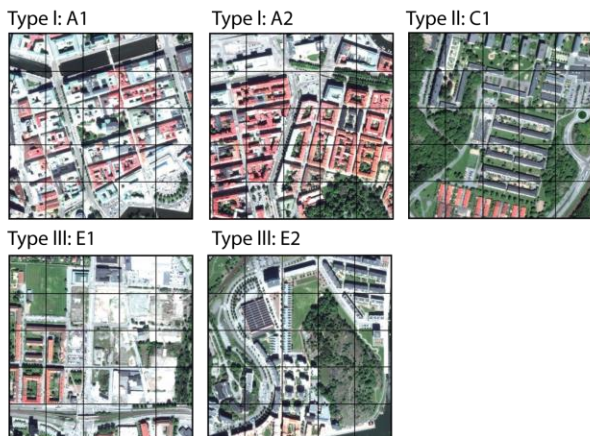 Type I: A1
Type I: A2
Type II: C1
Type III: E1
Type III: E2